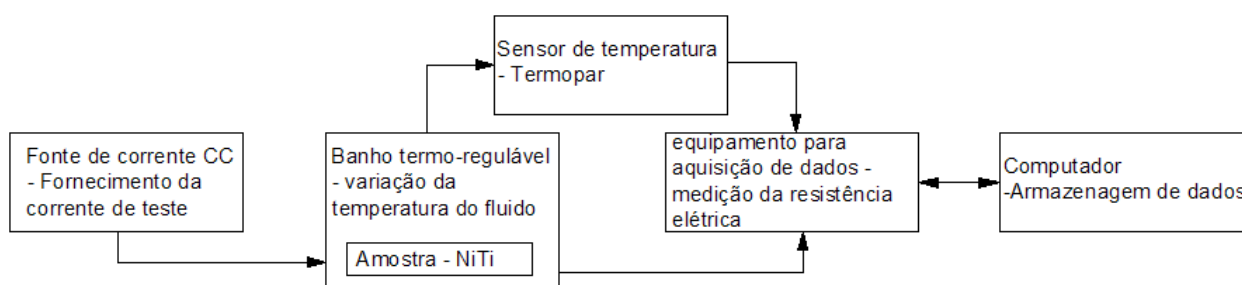 Sensor de temperatura
- Termopar
Fonte de corrente CC
- Fornecimento da
corrente de teste
Banho termo-regulável
- variação da
temperatura do fluido
Amostra - NiTi
equipamento para
aquisição de dados -
medição da resistência
elétrica
Computador
-Armazenagem de dados